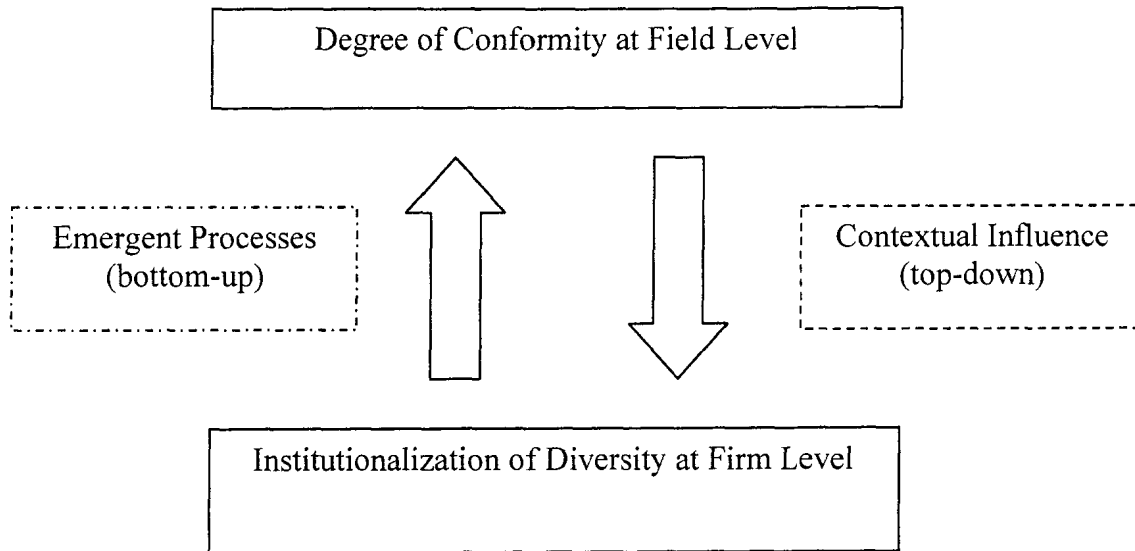 Degree of Conformity at Field Level
Emergent Processes
(bottom-up)
Contextual Influence
(top-down)
Institutionalization of Diversity at Firm Level